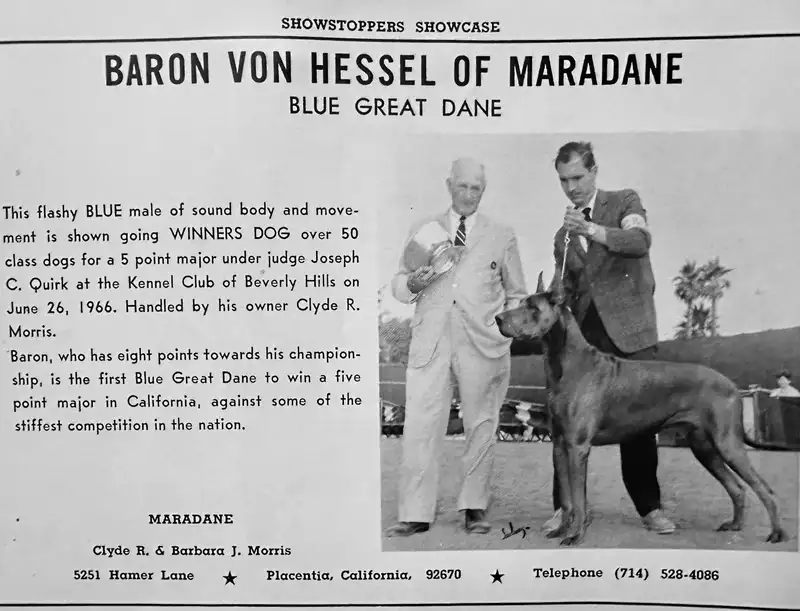 SHOWSTOPPERS SHOWCASE
BARON VON HESSEL OF MARADANE
BLUE GREAT DANE
This flashy BLUE male of sound body and move-
ment is shown going WINNERS DOG over 50
class dogs for a 5 point major under judge Joseph
C. Quirk at the Kennel Club of Beverly Hills on
June 26, 1966. Handled by his owner Clyde R.
Morris.
Baron, who has eight points towards his champion-
ship, is the first Blue Great Dane to win a five
point major in California, against some of the
stiffest competition in the nation.
MARADANE
Clyde R. & Barbara J. Morris
5251 Hamer Lane ★ Placentia, California, 92670 ★ Telephone (714) 528-4086